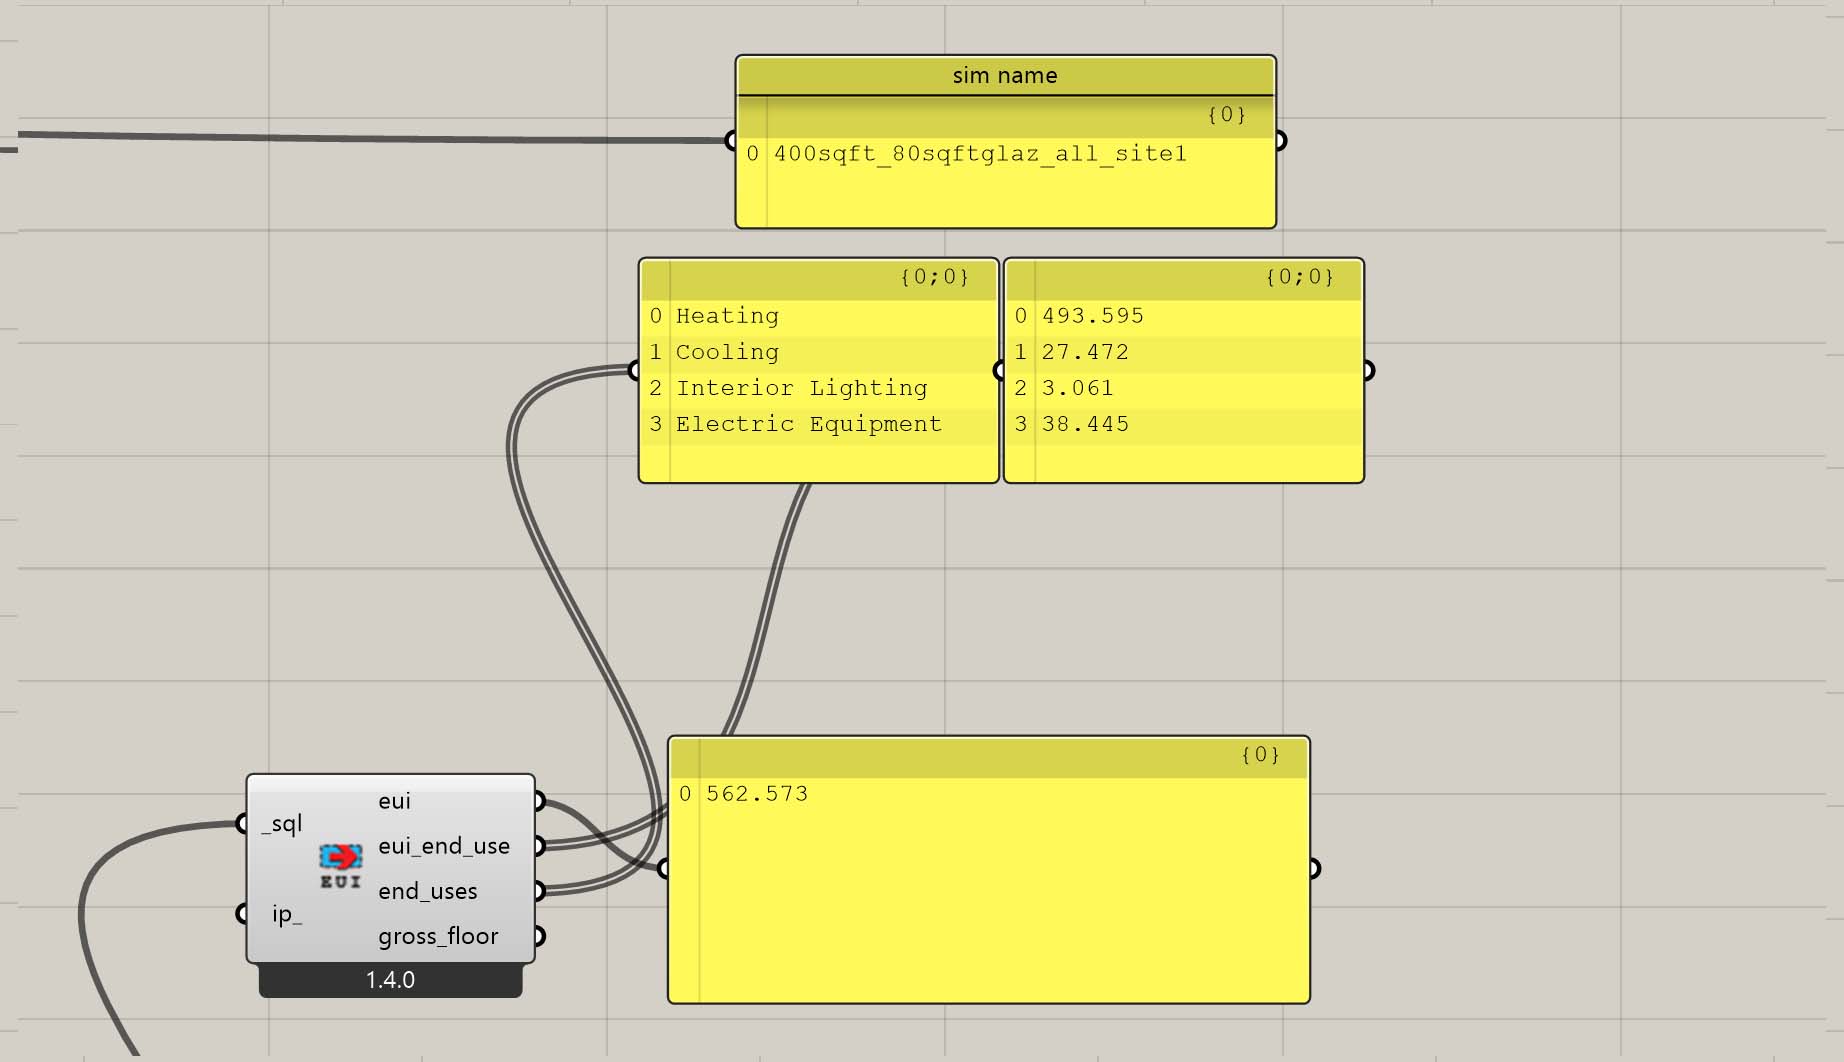 sim name
{0}
0 400sqft_80sqftglaz_all_site1
{0;0}
0 Heating
1 Cooling
2 Interior Lighting
3 Electric Equipment
{0;0}
0 493.595
1 27.472
2 3.061
3 38.445
{0}
0 562.573
_sql
ip_
EUI
eui
eui_end_use
end_uses
gross_floor
1.4.0